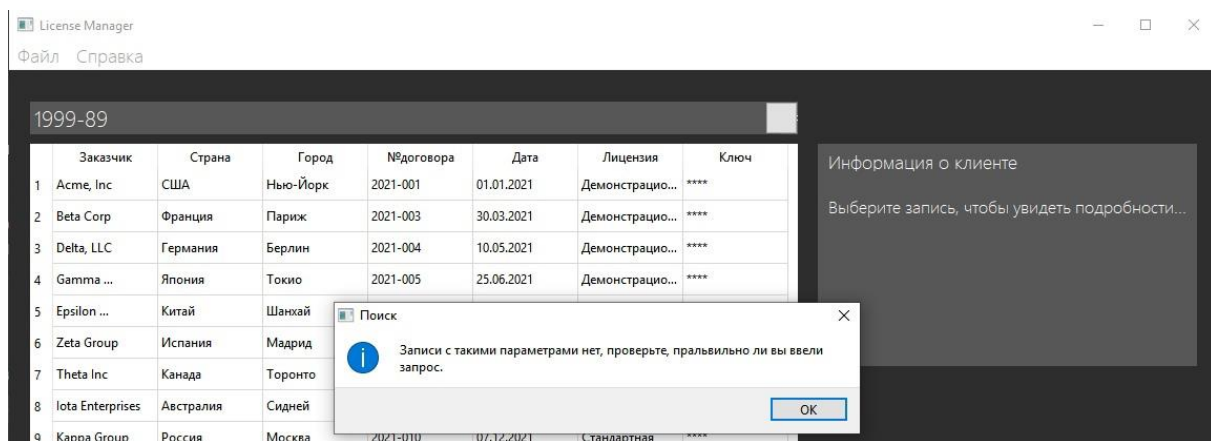 License Manager
Файл Справка
1999-89
Заказчик Страна Город №договора Дата Лицензия Ключ
1 Acme, Inc США Нью-Йорк 2021-001 01.01.2021 Демонстрацио... ****
2 Beta Corp Франция Париж 2021-003 30.03.2021 Демонстрацио... ****
3 Delta, LLC Германия Берлин 2021-004 10.05.2021 Демонстрацио... ****
4 Gamma ... Япония Токио 2021-005 25.06.2021 Демонстрацио... ****
5 Epsilon ... Китай Шанхай
6 Zeta Group Испания Мадрид
7 Theta Inc Канада Торонто
8 Iota Enterprises Австралия Сидней
9 Kappa Group Россия Москва 2021-010 07.12.2021 Стандартная ****
Информация о клиенте
Выберите запись, чтобы увидеть подробности...
Поиск
Записи с такими параметрами нет, проверьте, пральвильно ли вы ввели
запрос.
OK